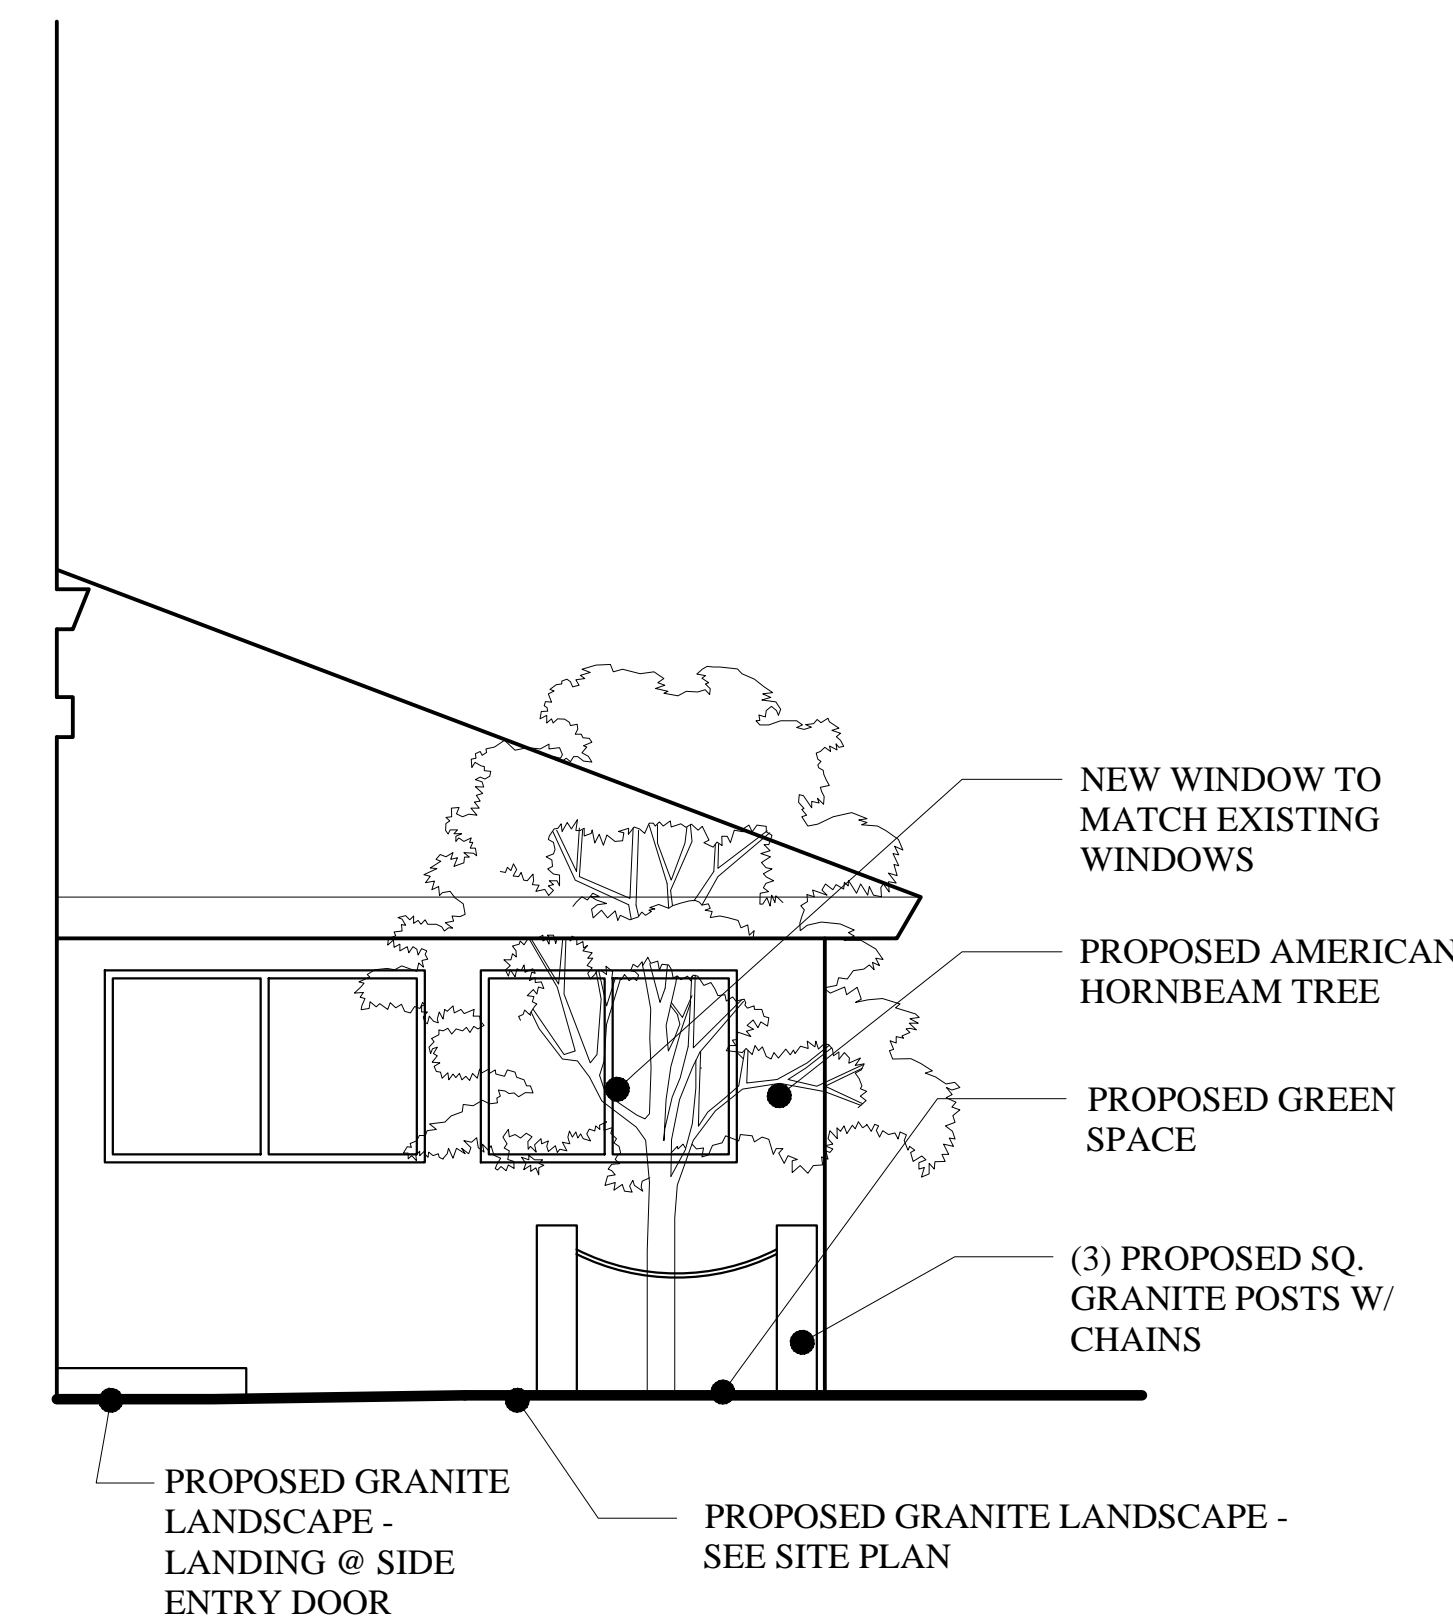 NEW WINDOW TO
MATCH EXISTING
WINDOWS
PROPOSED AMERICAN
HORNBEAM TREE
PROPOSED GREEN
SPACE
(3) PROPOSED SQ.
GRANITE POSTS W/
CHAINS
PROPOSED GRANITE
LANDSCAPE -
LANDING @ SIDE
ENTRY DOOR
PROPOSED GRANITE LANDSCAPE -
SEE SITE PLAN